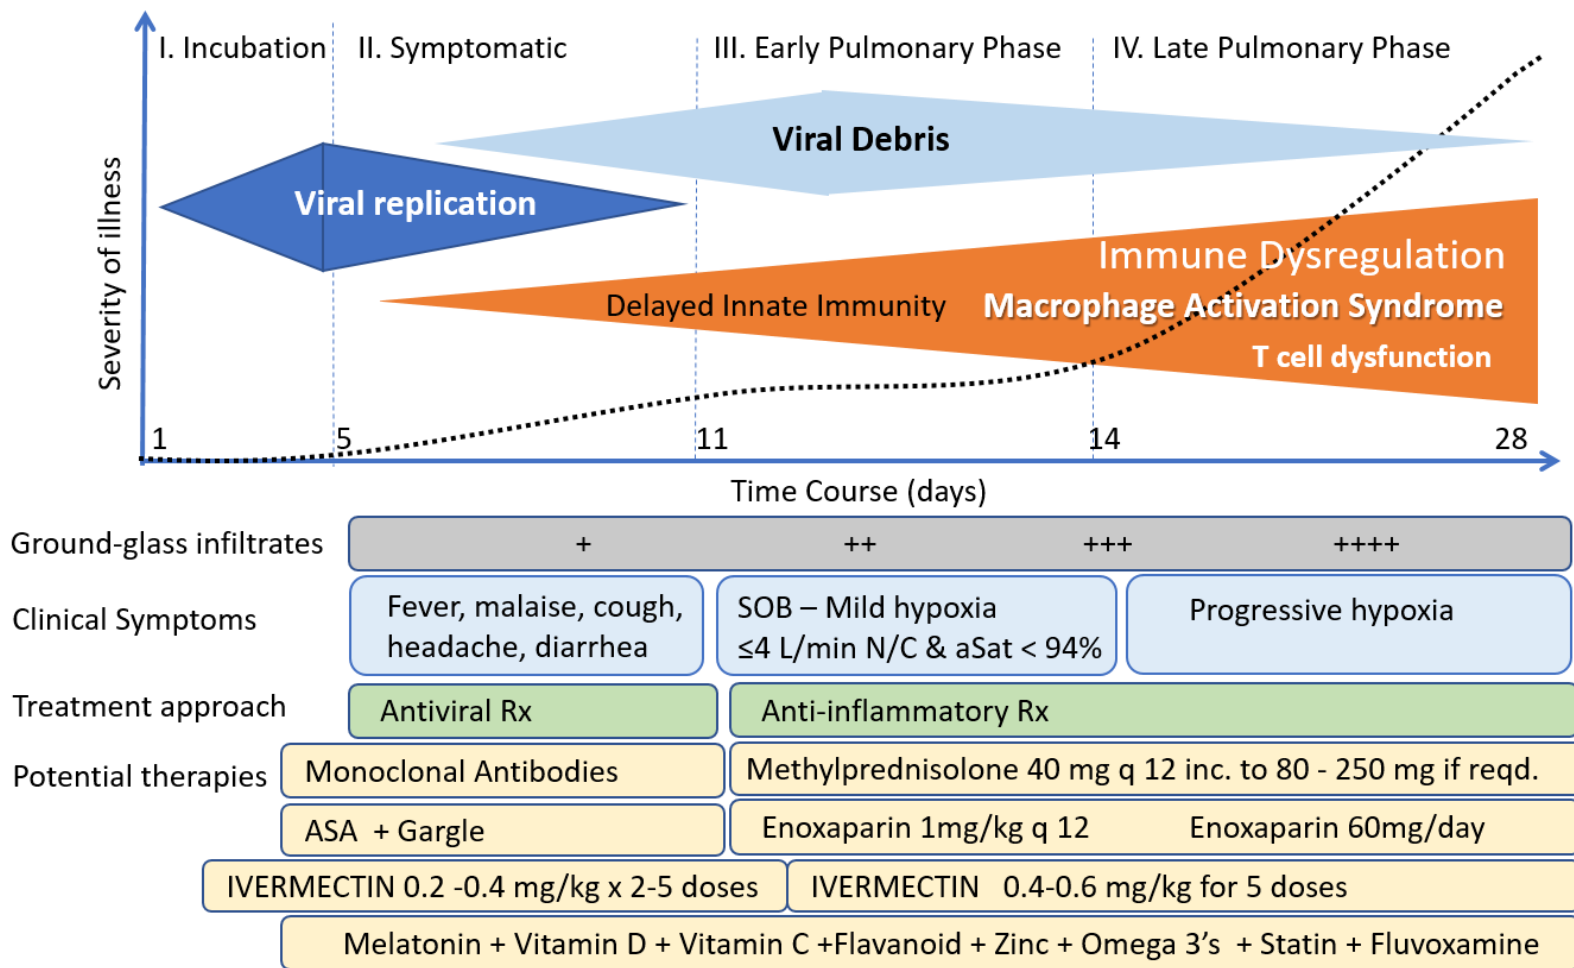 I. Incubation
II. Symptomatic
III. Early Pulmonary Phase
IV. Late Pulmonary Phase
Severity of illness
Viral Debris
Viral replication
Immune Dysregulation
Delayed Innate Immunity
Macrophage Activation Syndrome
T cell dysfunction
1
5
11
14
28
Time Course (days)
Ground-glass infiltrates
+
++
+++
++++
Clinical Symptoms
Fever, malaise, cough,
headache, diarrhea
SOB – Mild hypoxia
≤4 L/min N/C & aSat < 94%
Progressive hypoxia
Treatment approach
Antiviral Rx
Anti-inflammatory Rx
Potential therapies
Monoclonal Antibodies
Methylprednisolone 40 mg q 12 inc. to 80 - 250 mg if reqd.
ASA + Gargle
Enoxaparin 1mg/kg q 12
Enoxaparin 60mg/day
IVERMECTIN 0.2 -0.4 mg/kg x 2-5 doses
IVERMECTIN 0.4-0.6 mg/kg for 5 doses
Melatonin + Vitamin D + Vitamin C +Flavanoid + Zinc + Omega 3's + Statin + Fluvoxamine